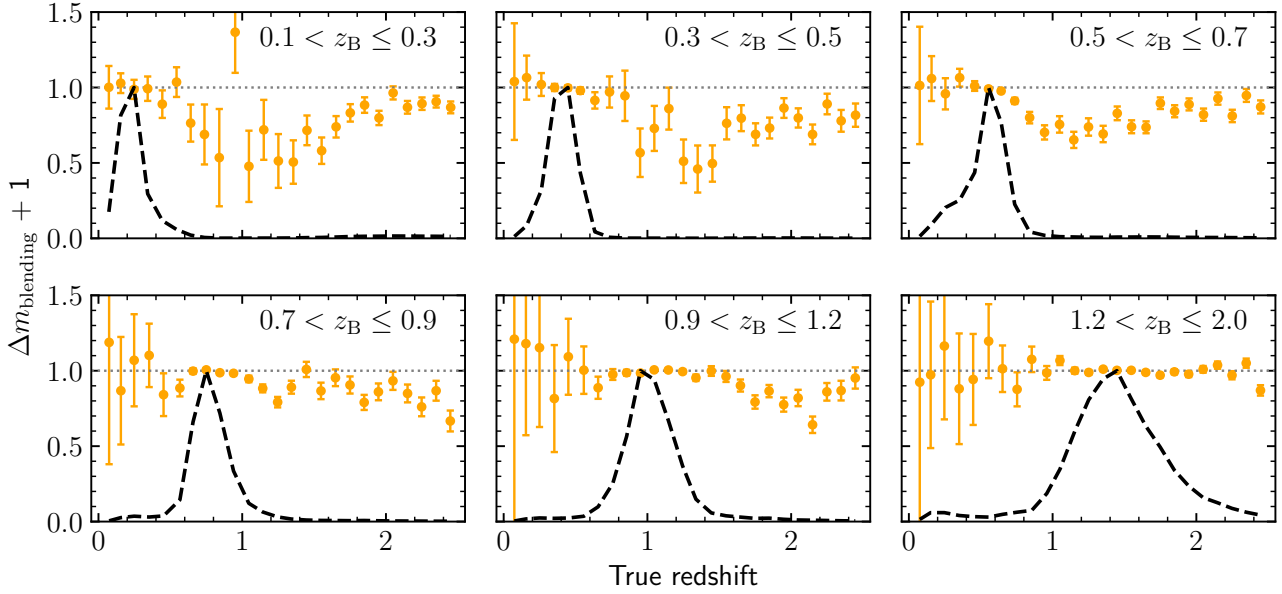 1.5
1.0
0.5
0.0
0.1 < z_B ≤ 0.3
0.3 < z_B ≤ 0.5
0.5 < z_B ≤ 0.7
Δm_blending + 1
1.5
1.0
0.5
0.0
0.7 < z_B ≤ 0.9
0.9 < z_B ≤ 1.2
1.2 < z_B ≤ 2.0
0 1 2
0 1 2
0 1 2
True redshift